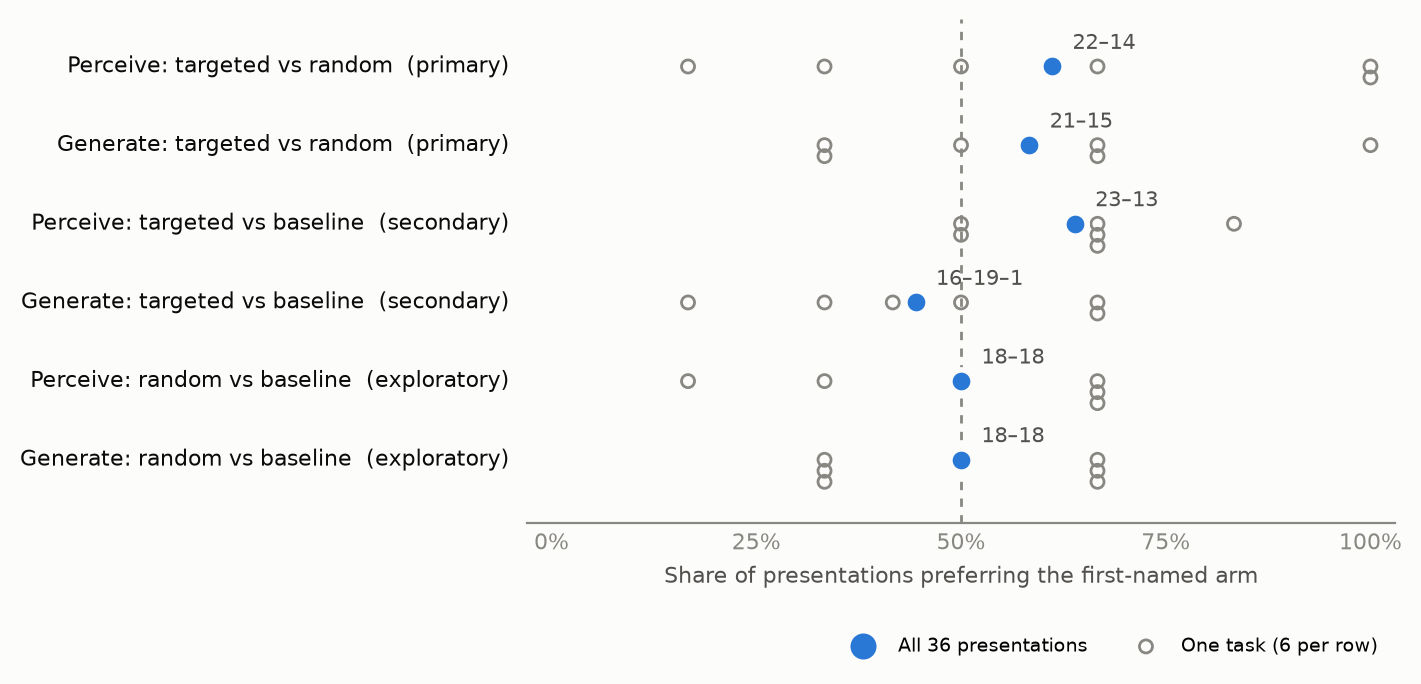 22–14
Perceive: targeted vs random  (primary)
21–15
Generate: targeted vs random  (primary)
23–13
Perceive: targeted vs baseline  (secondary)
16–19–1
Generate: targeted vs baseline  (secondary)
18–18
Perceive: random vs baseline  (exploratory)
18–18
Generate: random vs baseline  (exploratory)
0% 25% 50% 75% 100%
Share of presentations preferring the first-named arm
All 36 presentations One task (6 per row)